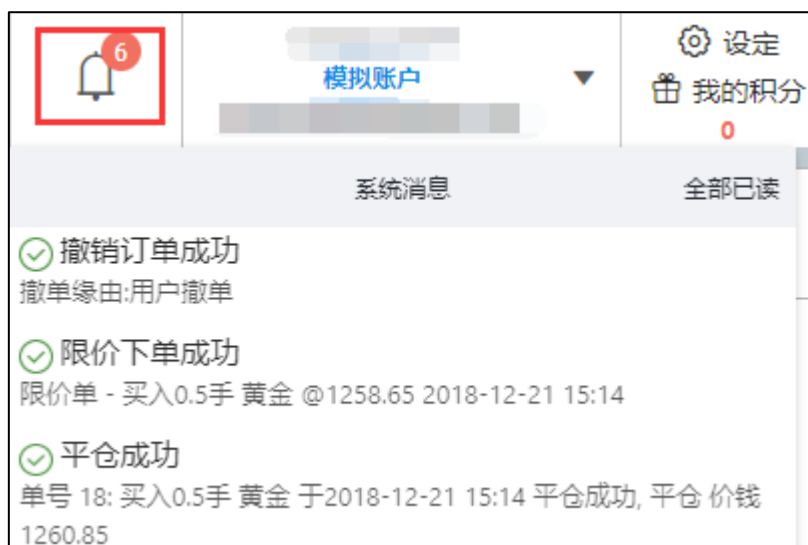 6
模拟账户
设定
我的积分
0
系统消息
全部已读
撤销订单成功
撤单缘由:用户撤单
限价下单成功
限价单 - 买入0.5手 黄金 @1258.65 2018-12-21 15:14
平仓成功
单号 18: 买入0.5手 黄金 于2018-12-21 15:14 平仓成功, 平仓 价钱
1260.85